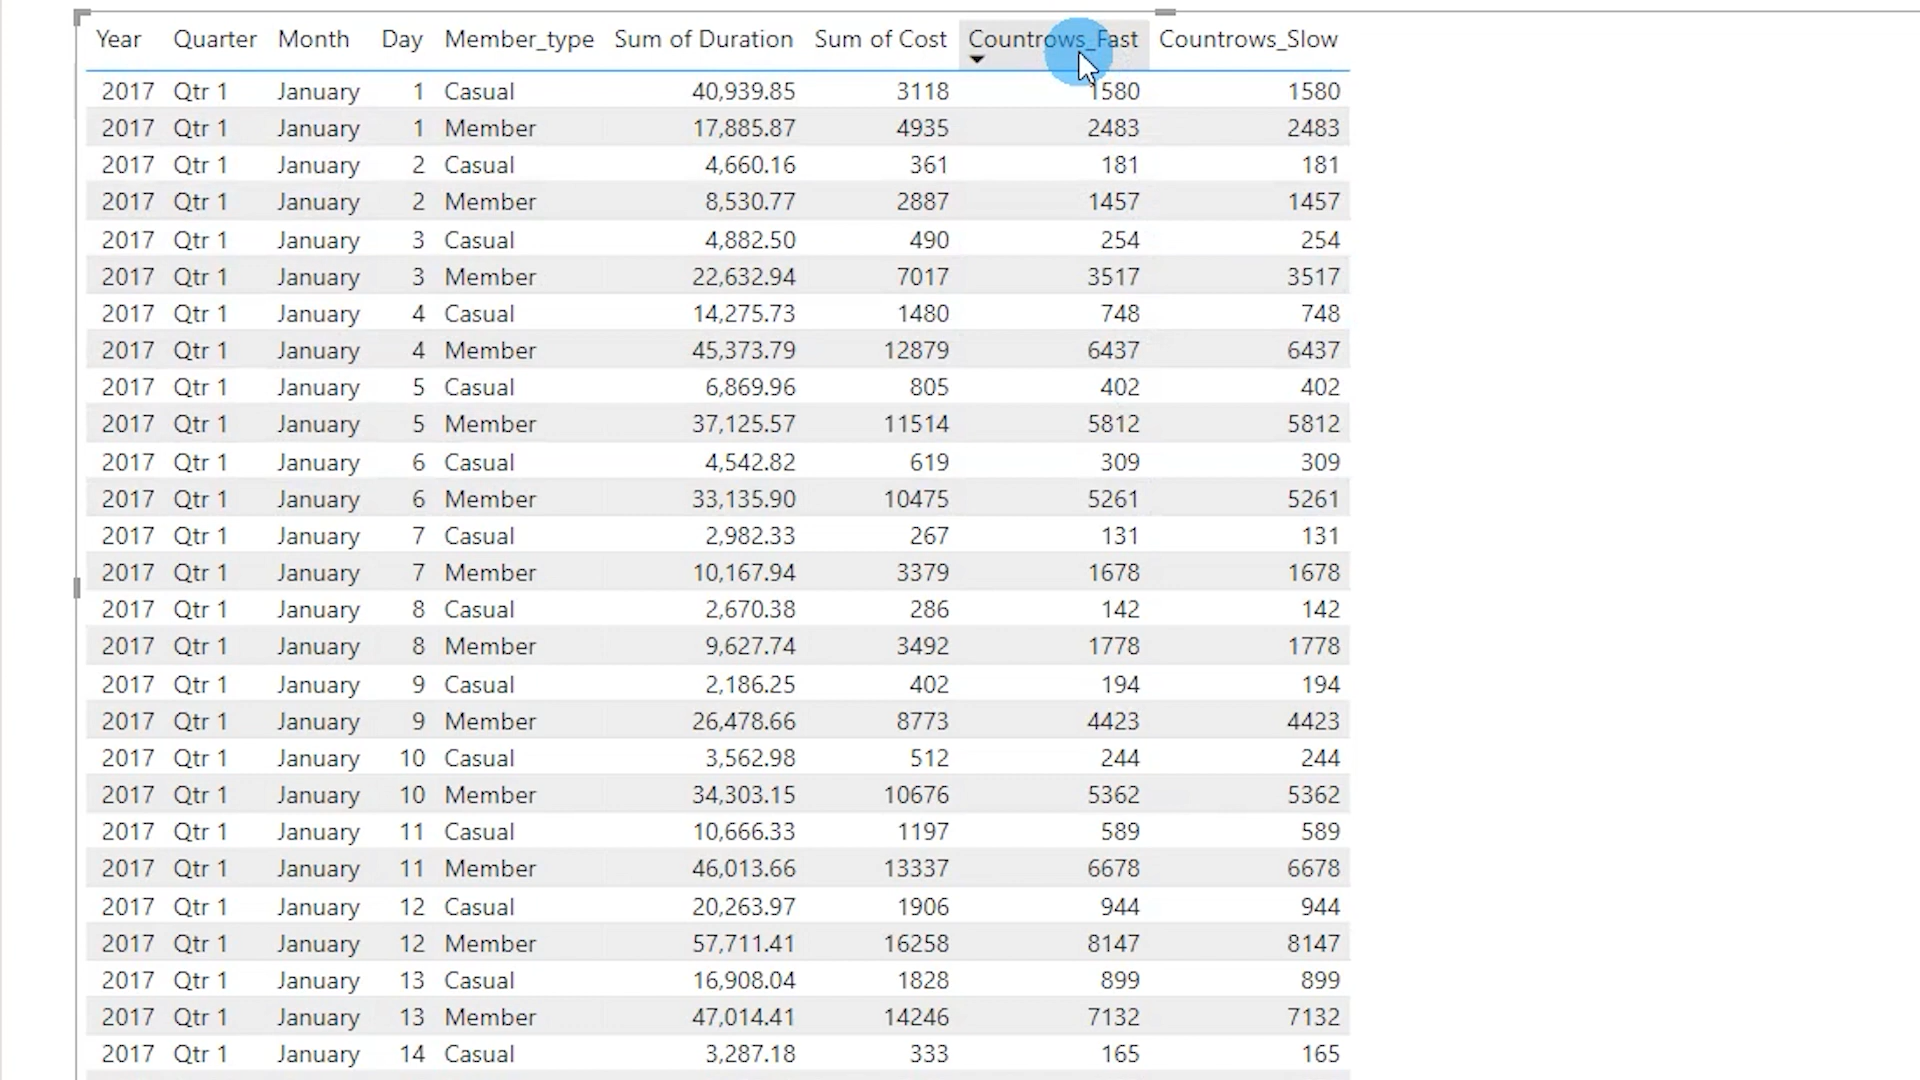 Year Quarter Month Day Member_type Sum of Duration Sum of Cost Countrows_Fast Countrows_Slow
2017 Qtr 1 January 1 Casual 40,939.85 3118 1580 1580
2017 Qtr 1 January 1 Member 17,885.87 4935 2483 2483
2017 Qtr 1 January 2 Casual 4,660.16 361 181 181
2017 Qtr 1 January 2 Member 8,530.77 2887 1457 1457
2017 Qtr 1 January 3 Casual 4,882.50 490 254 254
2017 Qtr 1 January 3 Member 22,632.94 7017 3517 3517
2017 Qtr 1 January 4 Casual 14,275.73 1480 748 748
2017 Qtr 1 January 4 Member 45,373.79 12879 6437 6437
2017 Qtr 1 January 5 Casual 6,869.96 805 402 402
2017 Qtr 1 January 5 Member 37,125.57 11514 5812 5812
2017 Qtr 1 January 6 Casual 4,542.82 619 309 309
2017 Qtr 1 January 6 Member 33,135.90 10475 5261 5261
2017 Qtr 1 January 7 Casual 2,982.33 267 131 131
2017 Qtr 1 January 7 Member 10,167.94 3379 1678 1678
2017 Qtr 1 January 8 Casual 2,670.38 286 142 142
2017 Qtr 1 January 8 Member 9,627.74 3492 1778 1778
2017 Qtr 1 January 9 Casual 2,186.25 402 194 194
2017 Qtr 1 January 9 Member 26,478.66 8773 4423 4423
2017 Qtr 1 January 10 Casual 3,562.98 512 244 244
2017 Qtr 1 January 10 Member 34,303.15 10676 5362 5362
2017 Qtr 1 January 11 Casual 10,666.33 1197 589 589
2017 Qtr 1 January 11 Member 46,013.66 13337 6678 6678
2017 Qtr 1 January 12 Casual 20,263.97 1906 944 944
2017 Qtr 1 January 12 Member 57,711.41 16258 8147 8147
2017 Qtr 1 January 13 Casual 16,908.04 1828 899 899
2017 Qtr 1 January 13 Member 47,014.41 14246 7132 7132
2017 Qtr 1 January 14 Casual 3,287.18 333 165 165